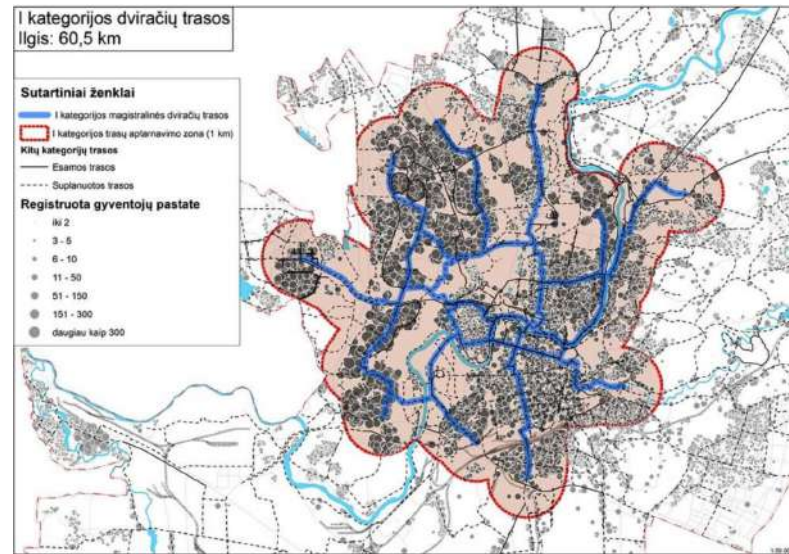 I kategorijos dviračių trasos
Ilgis: 60,5 km
Sutartiniai ženklai
I kategorijos magistralinės dviračių trasos
I kategorijos trasų aptarnavimo zona (1 km)
Kitų kategorijų trasos
Esamos trasos
Suplanuotos trasos
Registruota gyventojų pastate
iki 2
3 - 5
6 - 10
11 - 50
51 - 150
151 - 300
daugiau kaip 300